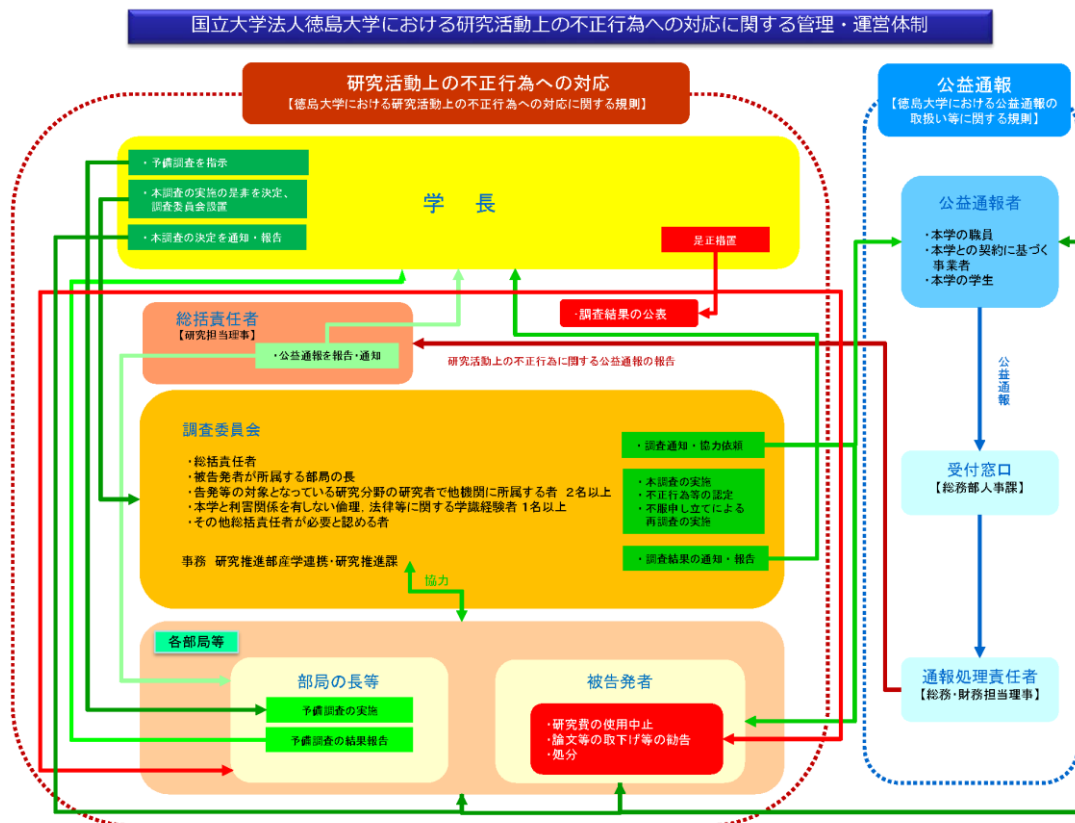 国立大学法人徳島大学における研究活動上の不正行為への対応に関する管理・運営体制
研究活動上の不正行為への対応
【徳島大学における研究活動上の不正行為への対応に関する規則】
公益通報
【徳島大学における公益通報の
取扱い等に関する規則】
・予備調査を指示
・本調査の実施の是非を決定、
調査委員会設置
・本調査の決定を通知・報告
学 長
是正措置
・調査結果の公表
公益通報者
・本学の職員
・本学との契約に基づく
事業者
・本学の学生
総括責任者
【研究担当理事】
・公益通報を報告・通知
研究活動上の不正行為に関する公益通報の報告
公益通報
調査委員会
・総括責任者
・被告発者が所属する部局の長
・告発等の対象となっている研究分野の研究者で他機関に所属する者 2名以上
・本学と利害関係を有しない倫理,法律等に関する学識経験者 1名以上
・その他総括責任者が必要と認める者
事務 研究推進部産学連携・研究推進課
・調査通知・協力依頼
・本調査の実施
・不正行為等の認定
・不服申し立てによる
再調査の実施
・調査結果の通知・報告
協力
受付窓口
【総務部人事課】
各部局等
部局の長等
予備調査の実施
予備調査の結果報告
被告発者
・研究費の使用中止
・論文等の取下げ等の勧告
・処分
通報処理責任者
【総務・財務担当理事】